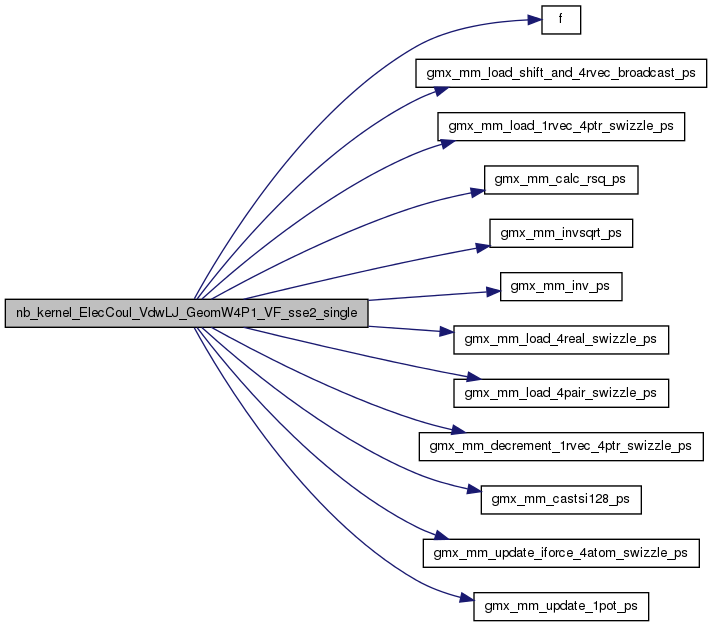 f
gmx_mm_load_shift_and_4rvec_broadcast_ps
gmx_mm_load_1rvec_4ptr_swizzle_ps
gmx_mm_calc_rsq_ps
gmx_mm_invsqrt_ps
gmx_mm_inv_ps
nb_kernel_ElecCoul_VdwLJ_GeomW4P1_VF_sse2_single
gmx_mm_load_4real_swizzle_ps
gmx_mm_load_4pair_swizzle_ps
gmx_mm_decrement_1rvec_4ptr_swizzle_ps
gmx_mm_castsi128_ps
gmx_mm_update_iforce_4atom_swizzle_ps
gmx_mm_update_1pot_ps